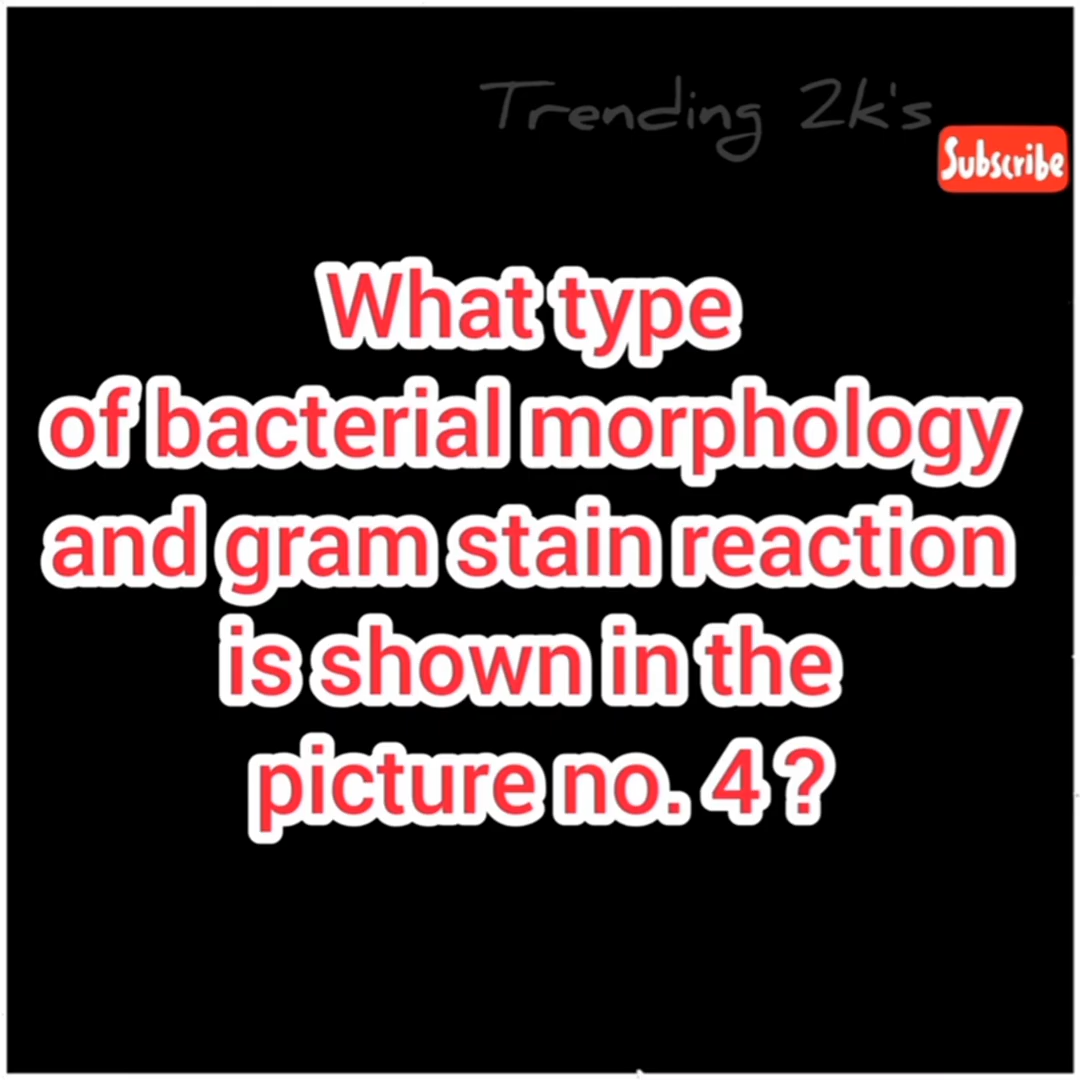 Trending 2k's
Subscribe
What type
of bacterial morphology
and gram stain reaction
is shown in the
picture no. 4 ?